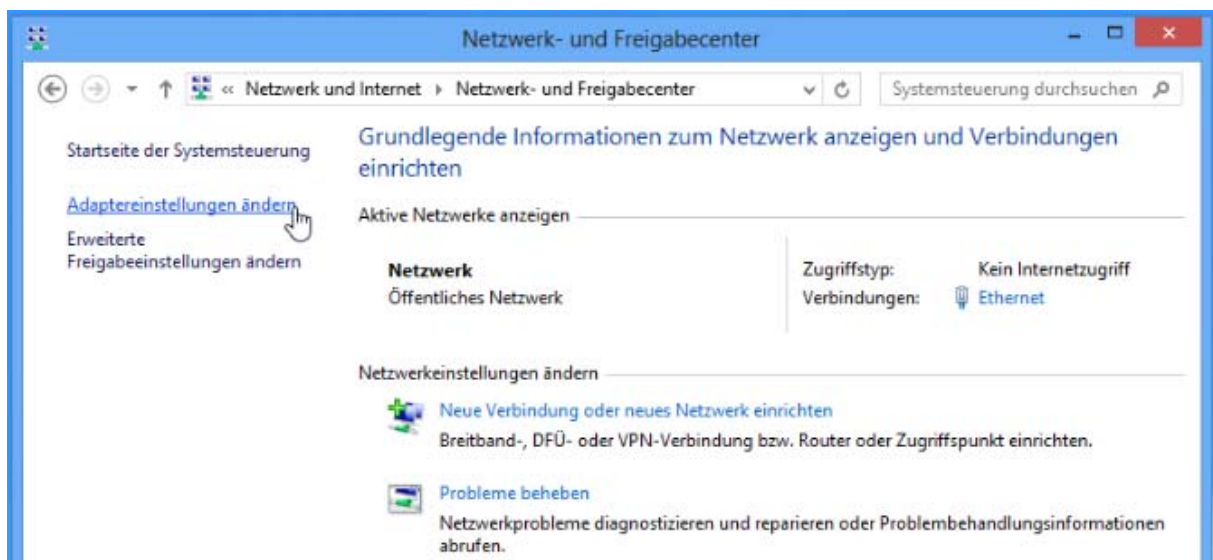 Netzwerk- und Freigabecenter
« Netzwerk und Internet ▸ Netzwerk- und Freigabecenter
Systemsteuerung durchsuchen
Startseite der Systemsteuerung
Adaptereinstellungen ändern
Erweiterte
Freigabeeinstellungen ändern
Grundlegende Informationen zum Netzwerk anzeigen und Verbindungen
einrichten
Aktive Netzwerke anzeigen
Netzwerk
Öffentliches Netzwerk
Zugriffstyp: Kein Internetzugriff
Verbindungen: Ethernet
Netzwerkeinstellungen ändern
Neue Verbindung oder neues Netzwerk einrichten
Breitband-, DFÜ- oder VPN-Verbindung bzw. Router oder Zugriffspunkt einrichten.
Probleme beheben
Netzwerkprobleme diagnostizieren und reparieren oder Problembehandlungsinformationen
abrufen.